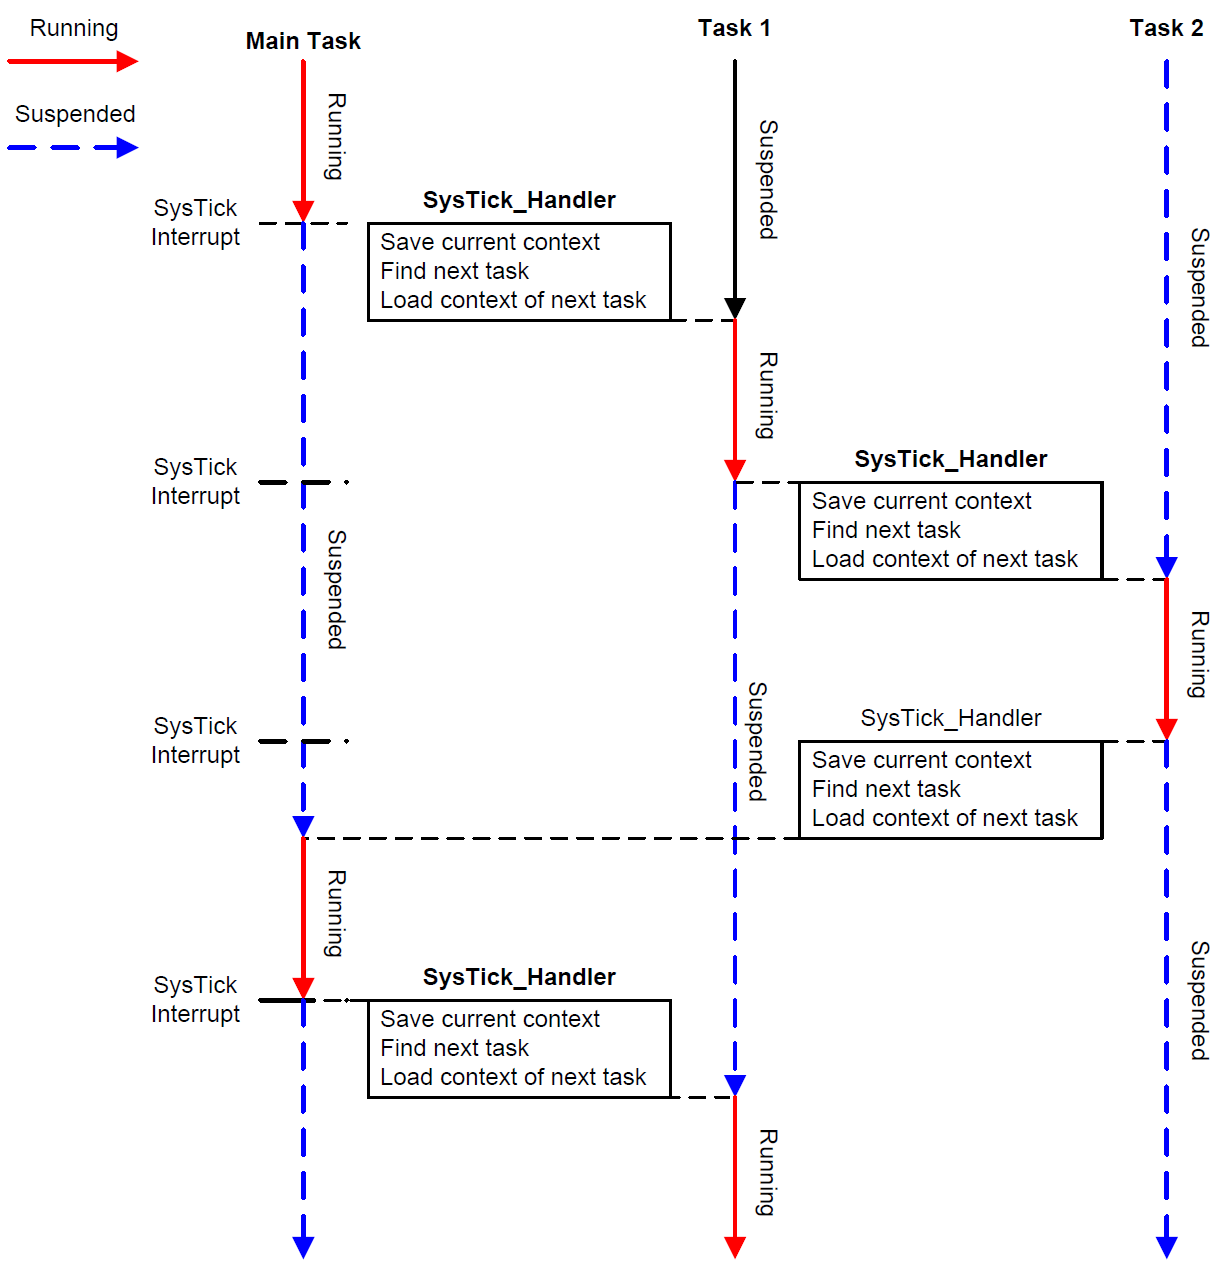 Running
Main Task
Task 1
Task 2
Suspended
Running
Suspended
Suspended
SysTick
Interrupt
SysTick_Handler
Save current context
Find next task
Load context of next task
Running
SysTick
Interrupt
SysTick_Handler
Save current context
Find next task
Load context of next task
Suspended
Running
Suspended
SysTick
Interrupt
SysTick_Handler
Save current context
Find next task
Load context of next task
Running
Suspended
SysTick
Interrupt
SysTick_Handler
Save current context
Find next task
Load context of next task
Running